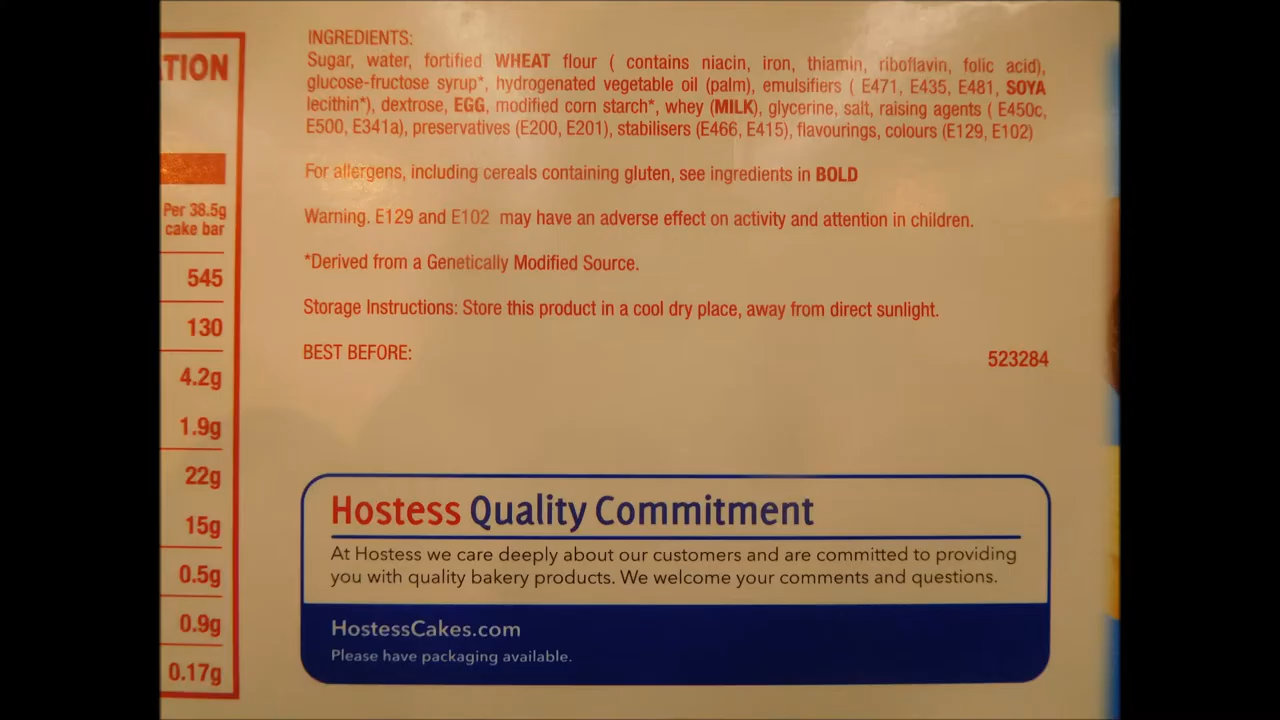 TION
Per 38.5g
cake bar
545
130
4.2g
1.9g
22g
15g
0.5g
0.9g
0.17g
INGREDIENTS:
Sugar, water, fortified WHEAT flour ( contains niacin, iron, thiamin, riboflavin, folic acid),
glucose-fructose syrup*, hydrogenated vegetable oil (palm), emulsifiers ( E471, E435, E481, SOYA
lecithin*), dextrose, EGG, modified corn starch*, whey (MILK), glycerine, salt, raising agents ( E450c,
E500, E341a), preservatives (E200, E201), stabilisers (E466, E415), flavourings, colours (E129, E102)
For allergens, including cereals containing gluten, see ingredients in BOLD
Warning. E129 and E102 may have an adverse effect on activity and attention in children.
*Derived from a Genetically Modified Source.
Storage Instructions: Store this product in a cool dry place, away from direct sunlight.
BEST BEFORE:
523284
Hostess Quality Commitment
At Hostess we care deeply about our customers and are committed to providing
you with quality bakery products. We welcome your comments and questions.
HostessCakes.com
Please have packaging available.